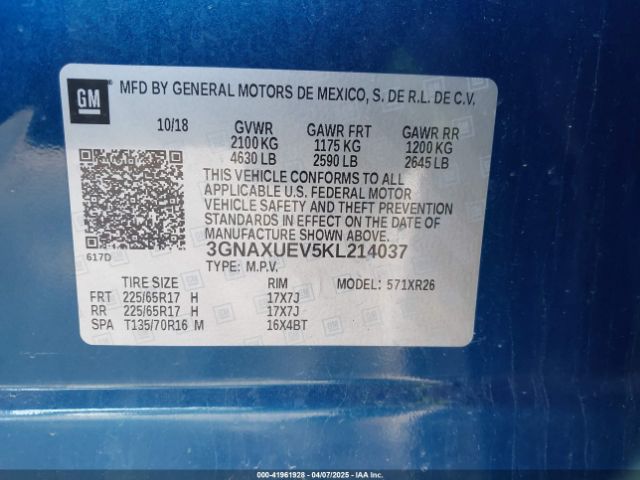 GM
MFD BY GENERAL MOTORS DE MEXICO, S. DE R.L. DE C.V.
10/18 GVWR GAWR FRT GAWR RR
2100 KG 1175 KG 1200 KG
4630 LB 2590 LB 2645 LB
THIS VEHICLE CONFORMS TO ALL
APPLICABLE U.S. FEDERAL MOTOR
VEHICLE SAFETY AND THEFT PREVENTION
STANDARDS IN EFFECT ON THE DATE OF
MANUFACTURE SHOWN ABOVE.
617D 3GNAXUEV5KL214037
TYPE: M.P.V.
TIRE SIZE RIM MODEL: 571XR26
FRT 225/65R17 H 17X7J
RR 225/65R17 H 17X7J
SPA T135/70R16 M 16X4BT
000-41961928 04/07/2025 IAAI.COM